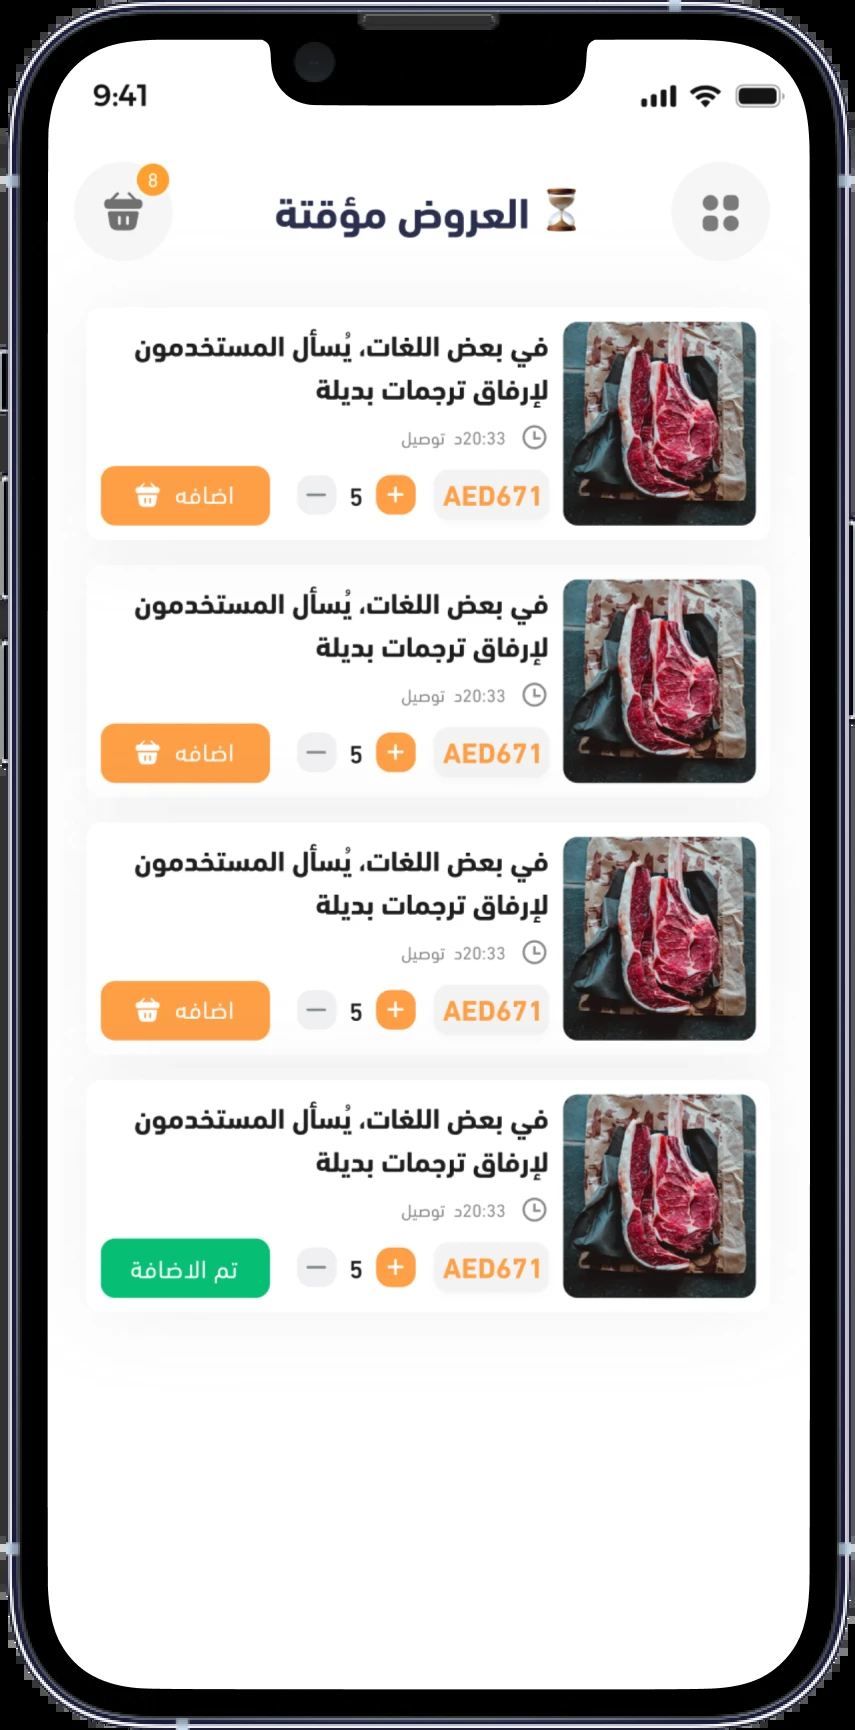 9:41
8
العروض مؤقتة
في بعض اللغات، يُسأل المستخدمون
لإرفاق ترجمات بديلة
20:33د توصيل
AED671 + 5 − اضافه
في بعض اللغات، يُسأل المستخدمون
لإرفاق ترجمات بديلة
20:33د توصيل
AED671 + 5 − اضافه
في بعض اللغات، يُسأل المستخدمون
لإرفاق ترجمات بديلة
20:33د توصيل
AED671 + 5 − اضافه
في بعض اللغات، يُسأل المستخدمون
لإرفاق ترجمات بديلة
20:33د توصيل
AED671 + 5 − تم الاضافة